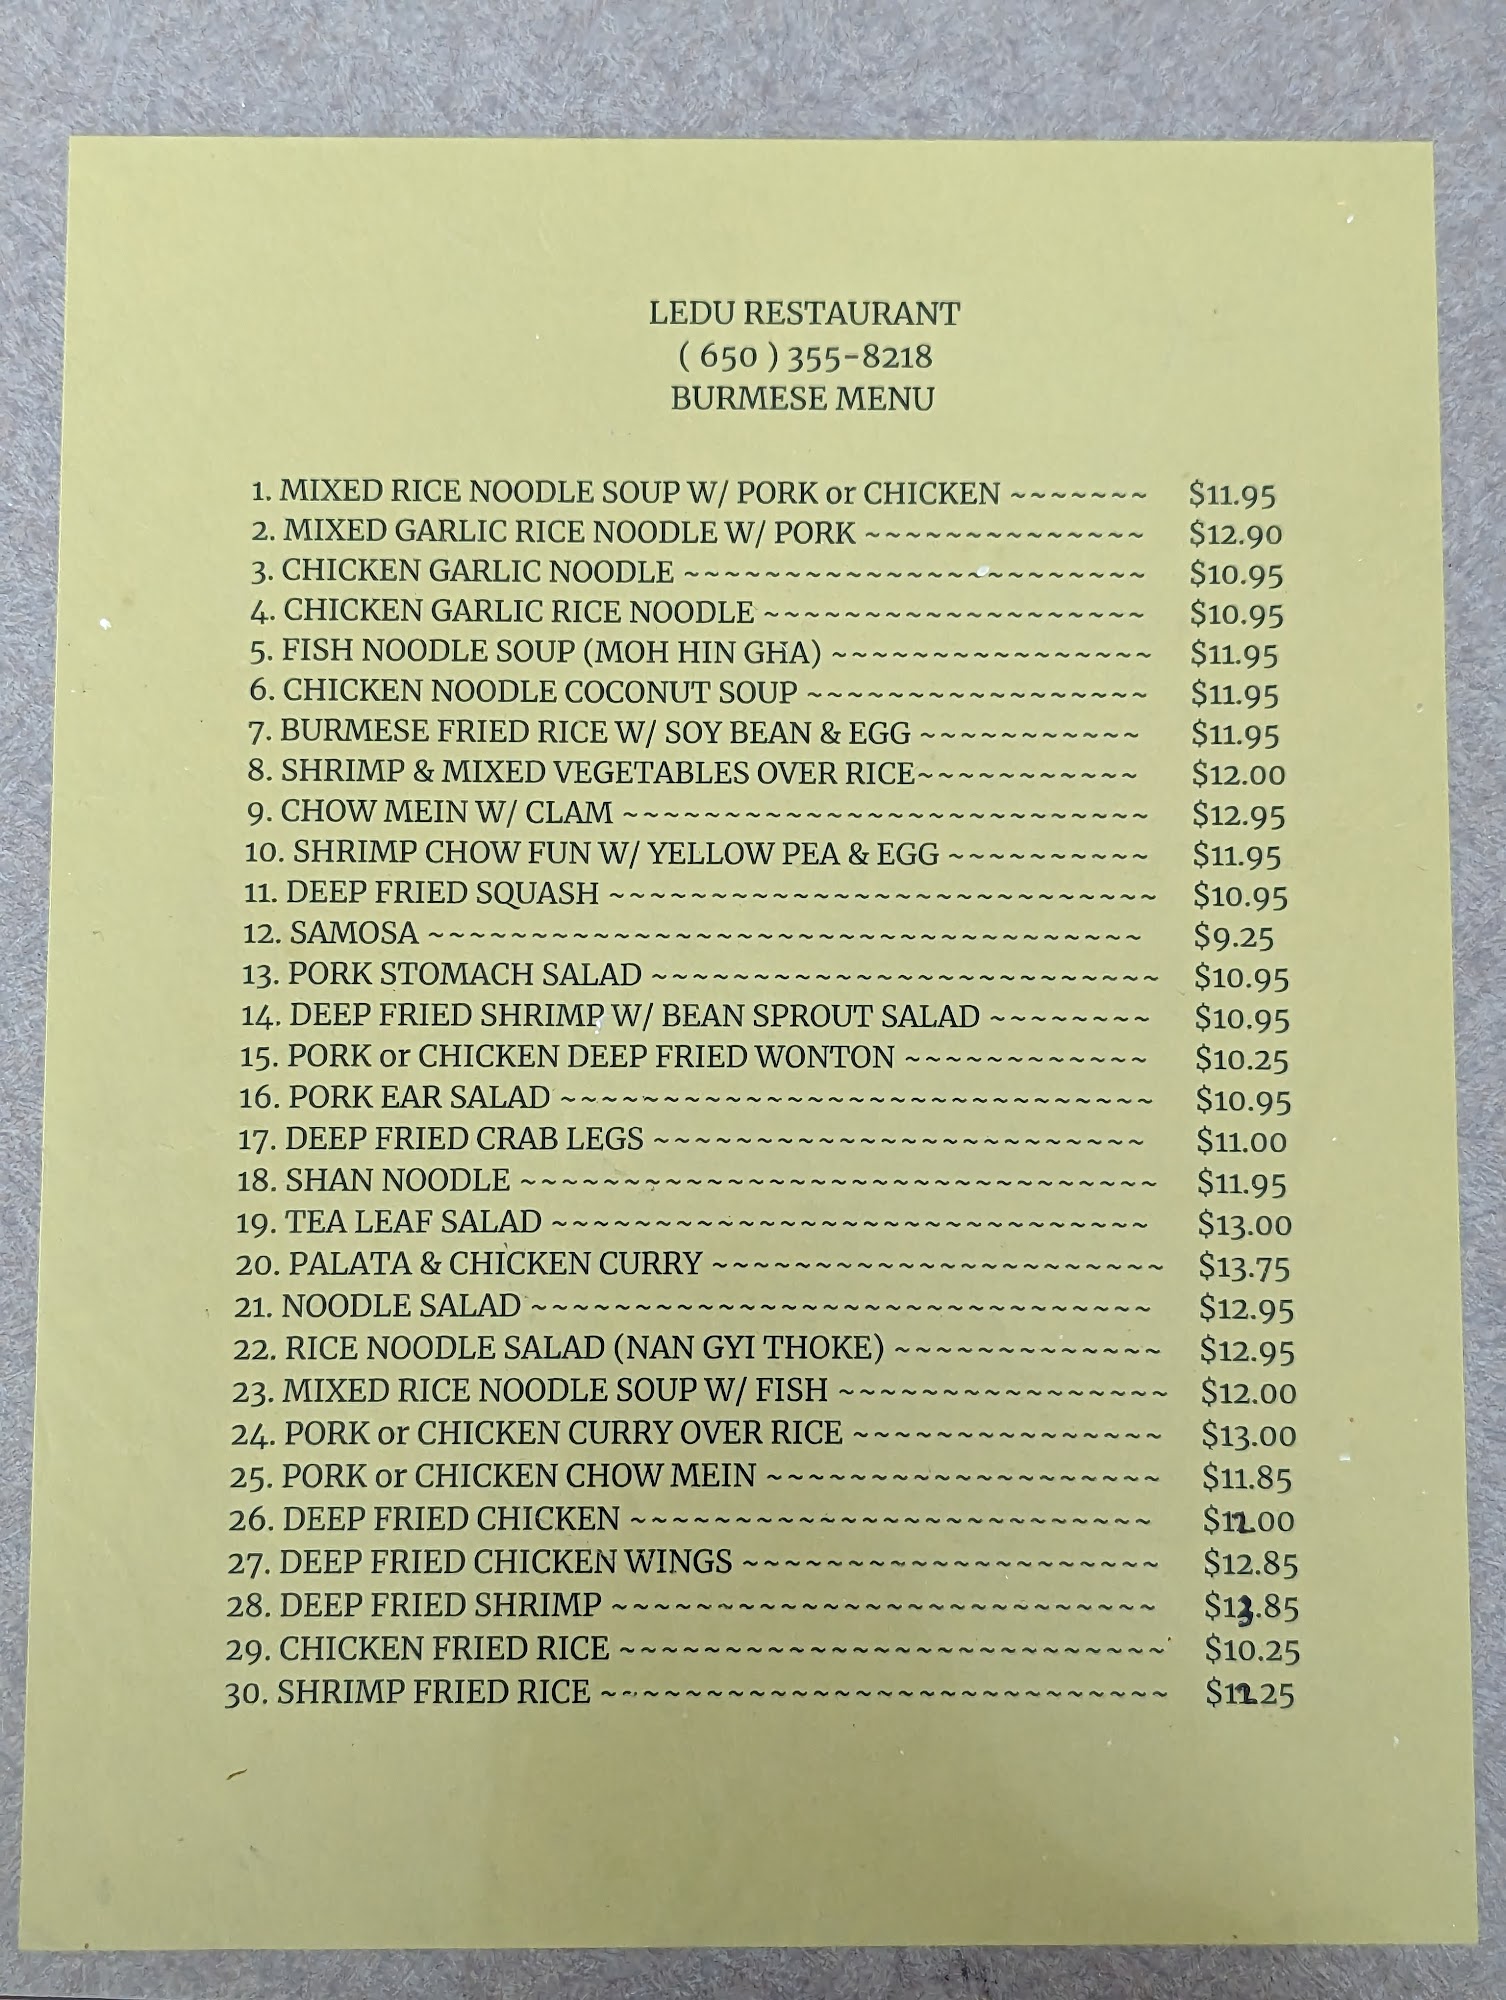 LEDU RESTAURANT
( 650 ) 355-8218
BURMESE MENU
1. MIXED RICE NOODLE SOUP W/ PORK or CHICKEN ~~~~~~~ $11.95
2. MIXED GARLIC RICE NOODLE W/ PORK ~~~~~~~~~~~~~~ $12.90
3. CHICKEN GARLIC NOODLE ~~~~~~~~~~~~~~~~~~~~~~~ $10.95
4. CHICKEN GARLIC RICE NOODLE ~~~~~~~~~~~~~~~~~~~ $10.95
5. FISH NOODLE SOUP (MOH HIN GHA) ~~~~~~~~~~~~~~~~ $11.95
6. CHICKEN NOODLE COCONUT SOUP ~~~~~~~~~~~~~~~~~ $11.95
7. BURMESE FRIED RICE W/ SOY BEAN & EGG ~~~~~~~~~~~ $11.95
8. SHRIMP & MIXED VEGETABLES OVER RICE~~~~~~~~~~~ $12.00
9. CHOW MEIN W/ CLAM ~~~~~~~~~~~~~~~~~~~~~~~~~~ $12.95
10. SHRIMP CHOW FUN W/ YELLOW PEA & EGG ~~~~~~~~~~ $11.95
11. DEEP FRIED SQUASH ~~~~~~~~~~~~~~~~~~~~~~~~~~~ $10.95
12. SAMOSA ~~~~~~~~~~~~~~~~~~~~~~~~~~~~~~~~~~~ $9.25
13. PORK STOMACH SALAD ~~~~~~~~~~~~~~~~~~~~~~~~~ $10.95
14. DEEP FRIED SHRIMP W/ BEAN SPROUT SALAD ~~~~~~~~ $10.95
15. PORK or CHICKEN DEEP FRIED WONTON ~~~~~~~~~~~~ $10.25
16. PORK EAR SALAD ~~~~~~~~~~~~~~~~~~~~~~~~~~~~~ $10.95
17. DEEP FRIED CRAB LEGS ~~~~~~~~~~~~~~~~~~~~~~~~ $11.00
18. SHAN NOODLE ~~~~~~~~~~~~~~~~~~~~~~~~~~~~~~~ $11.95
19. TEA LEAF SALAD ~~~~~~~~~~~~~~~~~~~~~~~~~~~~~ $13.00
20. PALATA & CHICKEN CURRY ~~~~~~~~~~~~~~~~~~~~~~ $13.75
21. NOODLE SALAD ~~~~~~~~~~~~~~~~~~~~~~~~~~~~~~ $12.95
22. RICE NOODLE SALAD (NAN GYI THOKE) ~~~~~~~~~~~~~ $12.95
23. MIXED RICE NOODLE SOUP W/ FISH ~~~~~~~~~~~~~~~~ $12.00
24. PORK or CHICKEN CURRY OVER RICE ~~~~~~~~~~~~~~~ $13.00
25. PORK or CHICKEN CHOW MEIN ~~~~~~~~~~~~~~~~~~~ $11.85
26. DEEP FRIED CHICKEN ~~~~~~~~~~~~~~~~~~~~~~~~~ $12.00
27. DEEP FRIED CHICKEN WINGS ~~~~~~~~~~~~~~~~~~~~ $12.85
28. DEEP FRIED SHRIMP ~~~~~~~~~~~~~~~~~~~~~~~~~~ $13.85
29. CHICKEN FRIED RICE ~~~~~~~~~~~~~~~~~~~~~~~~~~ $10.25
30. SHRIMP FRIED RICE ~~~~~~~~~~~~~~~~~~~~~~~~~~~ $12.25